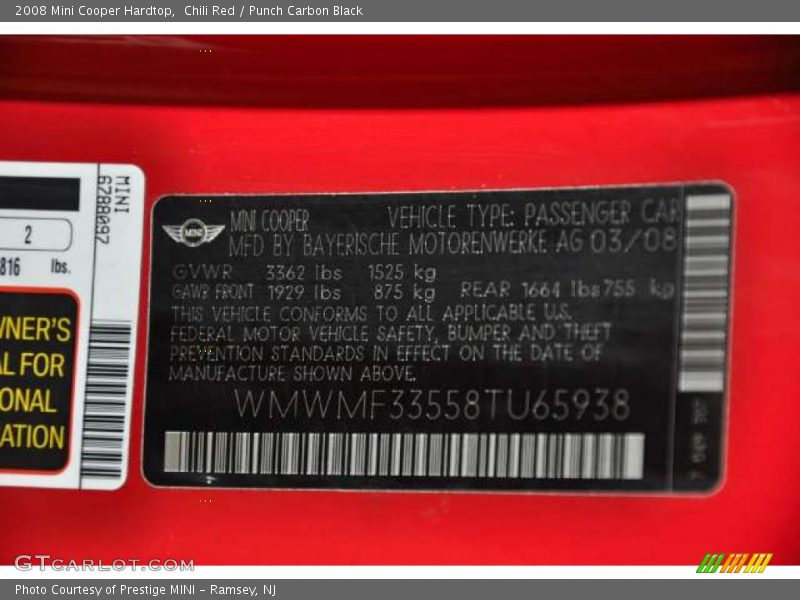 2008 Mini Cooper Hardtop,  Chili Red / Punch Carbon Black
MINI
6788097
2
816 lbs.
WNER'S
AL FOR
ONAL
ATION
MINI
MINI COOPER VEHICLE TYPE: PASSENGER CAR
MFD BY BAYERISCHE MOTORENWERKE AG 03/08
GVWR 3362 lbs 1525 kg
GAWR FRONT 1929 lbs 875 kg REAR 1664 lbs 755 kg
THIS VEHICLE CONFORMS TO ALL APPLICABLE U.S.
FEDERAL MOTOR VEHICLE SAFETY, BUMPER AND THEFT
PREVENTION STANDARDS IN EFFECT ON THE DATE OF
MANUFACTURE SHOWN ABOVE.
WMWMF33558TU65938
GTCARLOT.COM
Photo Courtesy of Prestige MINI - Ramsey, NJ